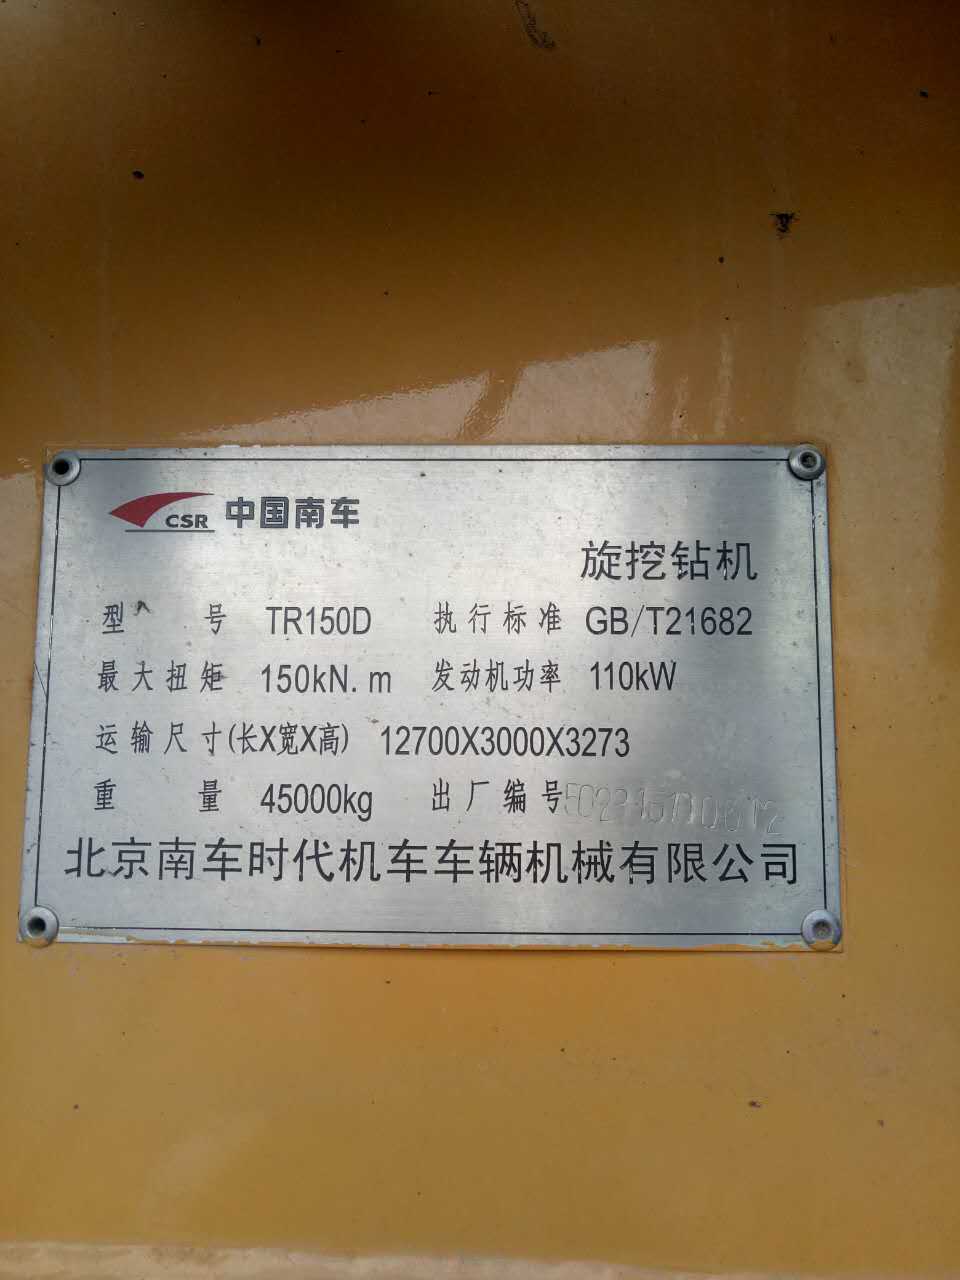 CSR 中国南车
旋挖钻机
型 号 TR150D 执行标准 GB/T21682
最大扭矩 150kN.m 发动机功率 110kW
运输尺寸(长X宽X高) 12700X3000X3273
重 量 45000kg 出厂编号
北京南车时代机车车辆机械有限公司